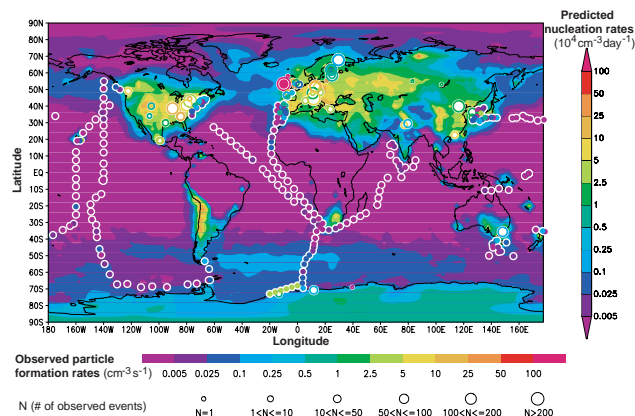 Predicted
nucleation rates
(10⁴cm⁻³day⁻¹)
90N
80N
70N
60N
50N
40N
30N
20N
10N
EQ
10S
20S
30S
40S
50S
60S
70S
80S
90S
Latitude
180 160W 140W 120W 100W 80W 60W 40W 20W 0 20E 40E 60E 80E 100E 120E 140E 160E
Longitude
100
50
25
10
5
2.5
1
0.5
0.25
0.1
0.025
0.005
Observed particle
formation rates (cm⁻³s⁻¹)
0.005 0.025 0.1 0.25 0.5 1 2.5 5 10 25 50 100
N (# of observed events)
N=1 1<N<=10 10<N<=50 50<N<=100 100<N<=200 N>200